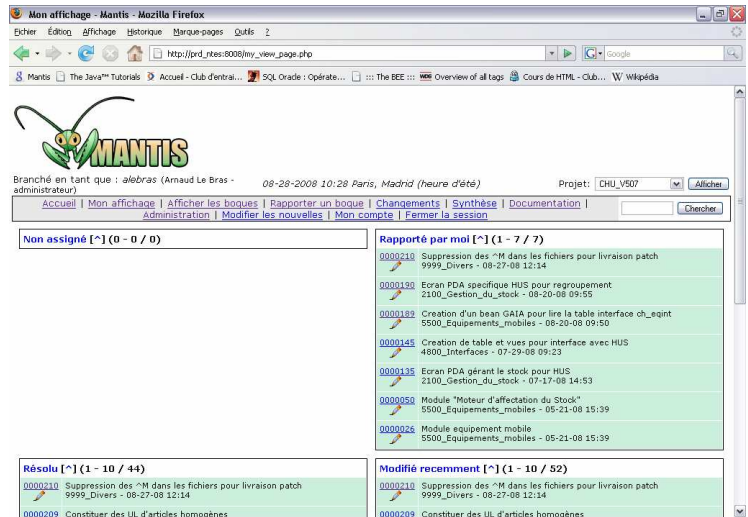 Mon affichage - Mantis - Mozilla Firefox
Fichier Édition Affichage Historique Marque-pages Outils ?
http://prd_ntes:8008/my_view_page.php
Google
Mantis The Java™ Tutorials Accueil - Club d'entrai... SQL Oracle : Opérate... ::: The BEE ::: WDG Overview of all tags Cours de HTML - Club... W Wikipédia
MANTIS
Branché en tant que : alebras (Arnaud Le Bras - administrateur)
08-28-2008 10:28 Paris, Madrid (heure d'été)
Projet: CHU_V507 Afficher
Accueil | Mon affichage | Afficher les bogues | Rapporter un bogue | Changements | Synthèse | Documentation |
Administration | Modifier les nouvelles | Mon compte | Fermer la session
Chercher
Non assigné [^] (0 - 0 / 0)
Rapporté par moi [^] (1 - 7 / 7)
0000210 Suppression des ^M dans les fichiers pour livraison patch
9999_Divers - 08-27-08 12:14
0000190 Ecran PDA specifique HUS pour regroupement
2100_Gestion_du_stock - 08-20-08 09:55
0000189 Creation d'un bean GAIA pour lire la table interface ch_eqint
5500_Equipements_mobiles - 08-20-08 09:50
0000145 Creation de table et vues pour interface avec HUS
4800_Interfaces - 07-29-08 09:23
0000135 Ecran PDA gérant le stock pour HUS
2100_Gestion_du_stock - 07-17-08 14:53
0000050 Module "Moteur d'affectation du Stock"
5500_Equipements_mobiles - 05-21-08 15:39
0000026 Module equipement mobile
5500_Equipements_mobiles - 05-21-08 15:39
Résolu [^] (1 - 10 / 44)
0000210 Suppression des ^M dans les fichiers pour livraison patch
9999_Divers - 08-27-08 12:14
0000209 Constituer des UL d'articles homogènes
Modifié recemment [^] (1 - 10 / 52)
0000210 Suppression des ^M dans les fichiers pour livraison patch
9999_Divers - 08-27-08 12:14
0000209 Constituer des UL d'articles homogènes